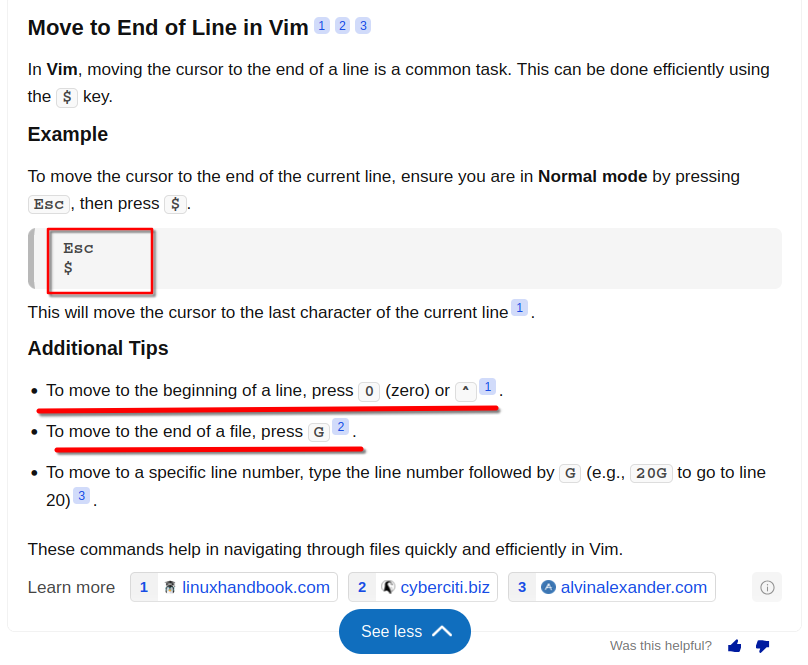 Move to End of Line in Vim 1 2 3
In Vim, moving the cursor to the end of a line is a common task. This can be done efficiently using
the $ key.
Example
To move the cursor to the end of the current line, ensure you are in Normal mode by pressing
Esc, then press $.
Esc
$
This will move the cursor to the last character of the current line 1 .
Additional Tips
• To move to the beginning of a line, press 0 (zero) or ^ 1 .
• To move to the end of a file, press G 2 .
• To move to a specific line number, type the line number followed by G (e.g., 20G to go to line
20) 3 .
These commands help in navigating through files quickly and efficiently in Vim.
Learn more 1 linuxhandbook.com 2 cyberciti.biz 3 alvinalexander.com
See less
Was this helpful?